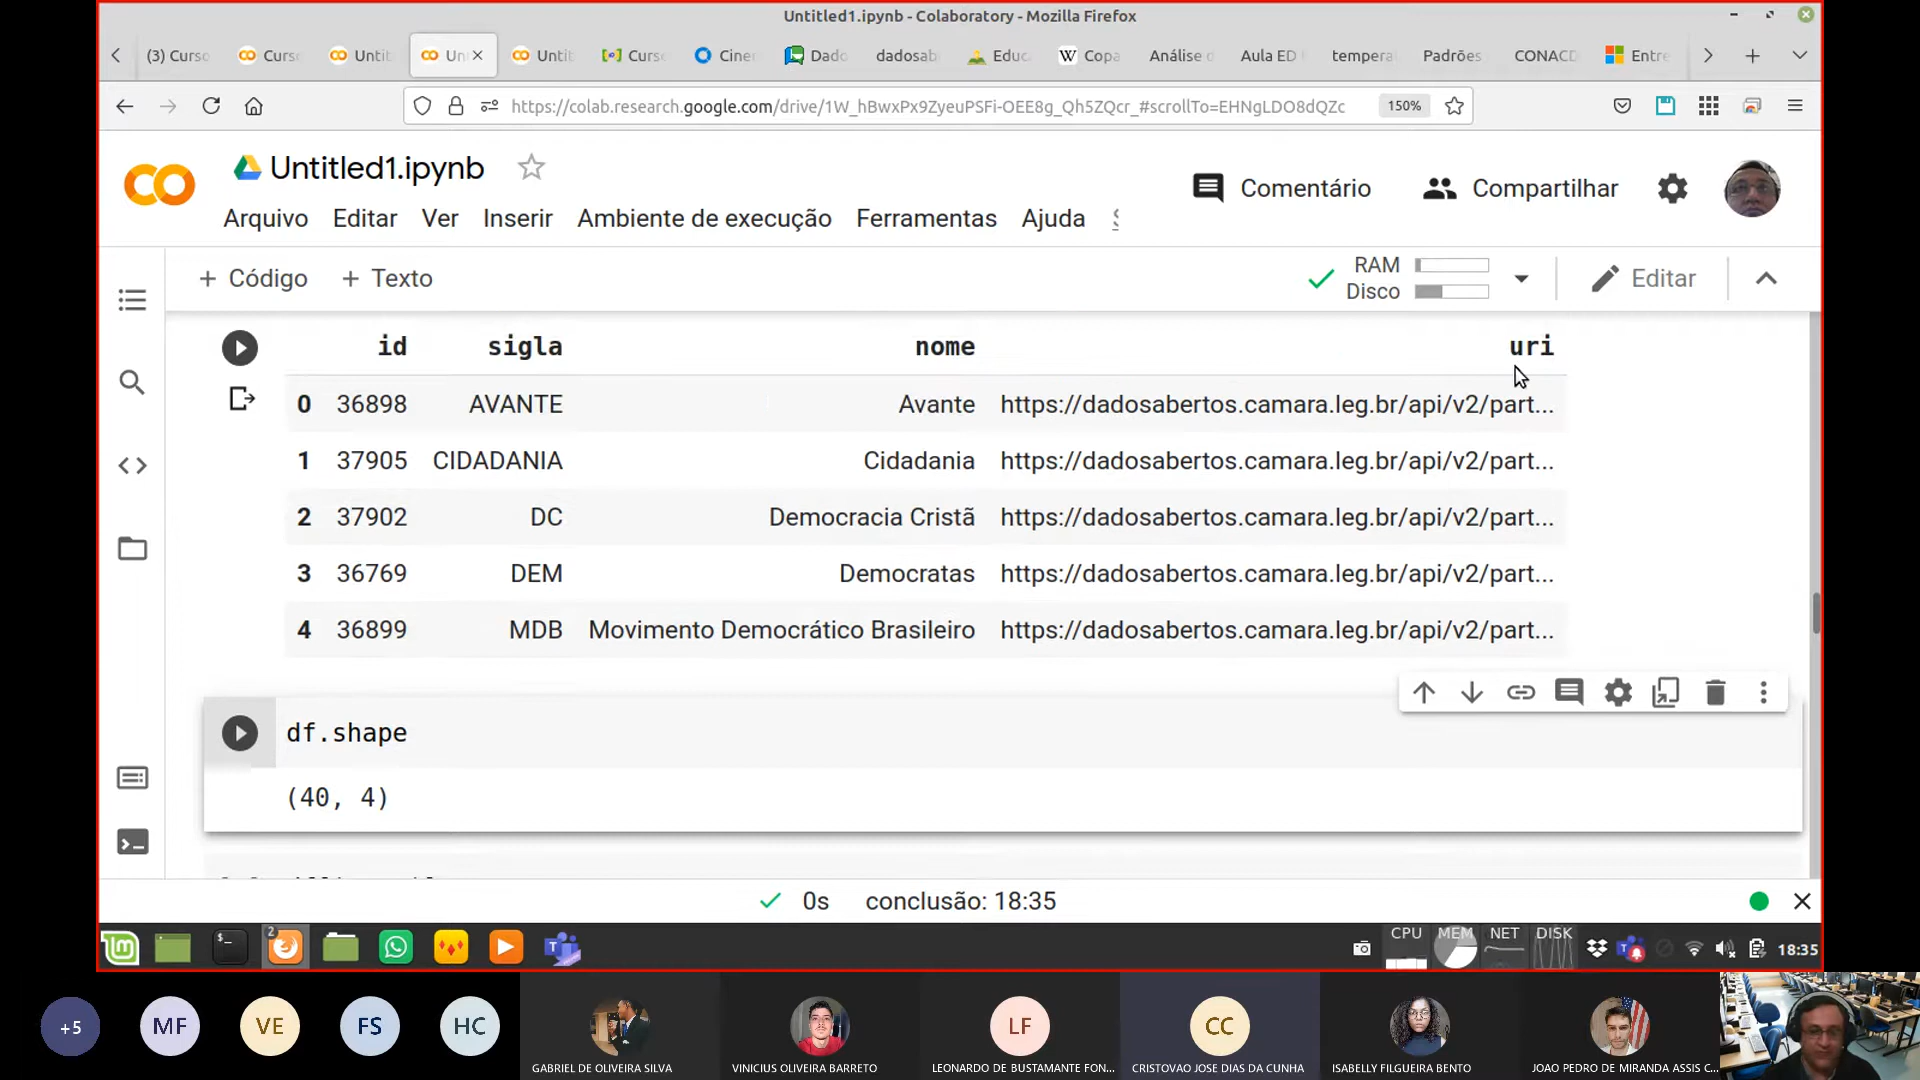 Untitled1.ipynb - Colaboratory - Mozilla Firefox
(3) Curso
Curso
Untit
Un
Untit
Curso
Ciner
Dado
dadosab
Educ
Copa
Análise d
Aula ED
temperat
Padrões
CONACD
Entre
https://colab.research.google.com/drive/1W_hBwxPx9ZyeuPSFi-OEE8g_Qh5ZQcr_#scrollTo=EHNgLDO8dQZc
150%
Untitled1.ipynb
Comentário
Compartilhar
Arquivo Editar Ver Inserir Ambiente de execução Ferramentas Ajuda
+ Código + Texto
RAM
Disco
Editar
id sigla nome uri
0 36898 AVANTE Avante https://dadosabertos.camara.leg.br/api/v2/part...
1 37905 CIDADANIA Cidadania https://dadosabertos.camara.leg.br/api/v2/part...
2 37902 DC Democracia Cristã https://dadosabertos.camara.leg.br/api/v2/part...
3 36769 DEM Democratas https://dadosabertos.camara.leg.br/api/v2/part...
4 36899 MDB Movimento Democrático Brasileiro https://dadosabertos.camara.leg.br/api/v2/part...
df.shape
(40, 4)
0s conclusão: 18:35
2
CPU MEM NET DISK
18:35
+5
MF
VE
FS
HC
LF
CC
GABRIEL DE OLIVEIRA SILVA
VINICIUS OLIVEIRA BARRETO
LEONARDO DE BUSTAMANTE FON...
CRISTOVAO JOSE DIAS DA CUNHA
ISABELLY FILGUEIRA BENTO
JOAO PEDRO DE MIRANDA ASSIS C...